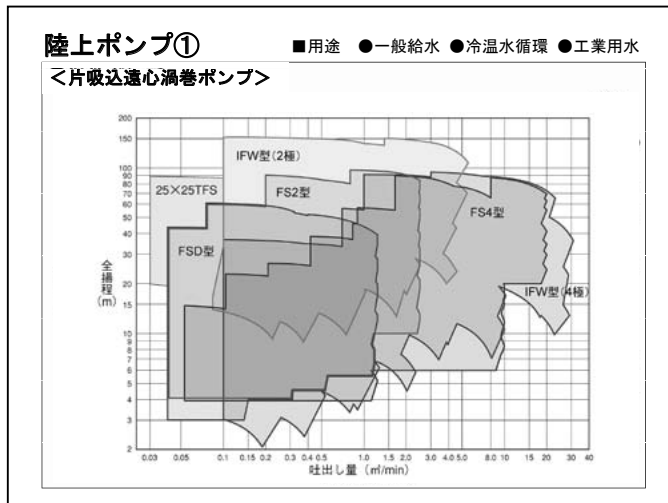 陸上ポンプ① ■用途 ●一般給水 ●冷温水循環 ●工業用水
＜片吸込遠心渦巻ポンプ＞
200
150
100
90
80
70
60
50
40
30
20
15
10
9
8
7
6
5
4
3
2
全揚程(m)
IFW型(2極)
25×25TFS
FS2型
FSD型
FS4型
IFW型(4極)
0.03 0.05 0.1 0.15 0.2 0.3 0.4 0.5 1.0 1.5 2.0 3.0 4.0 5.0 8.0 10 15 20 30 40
吐出し量 (㎥/min)